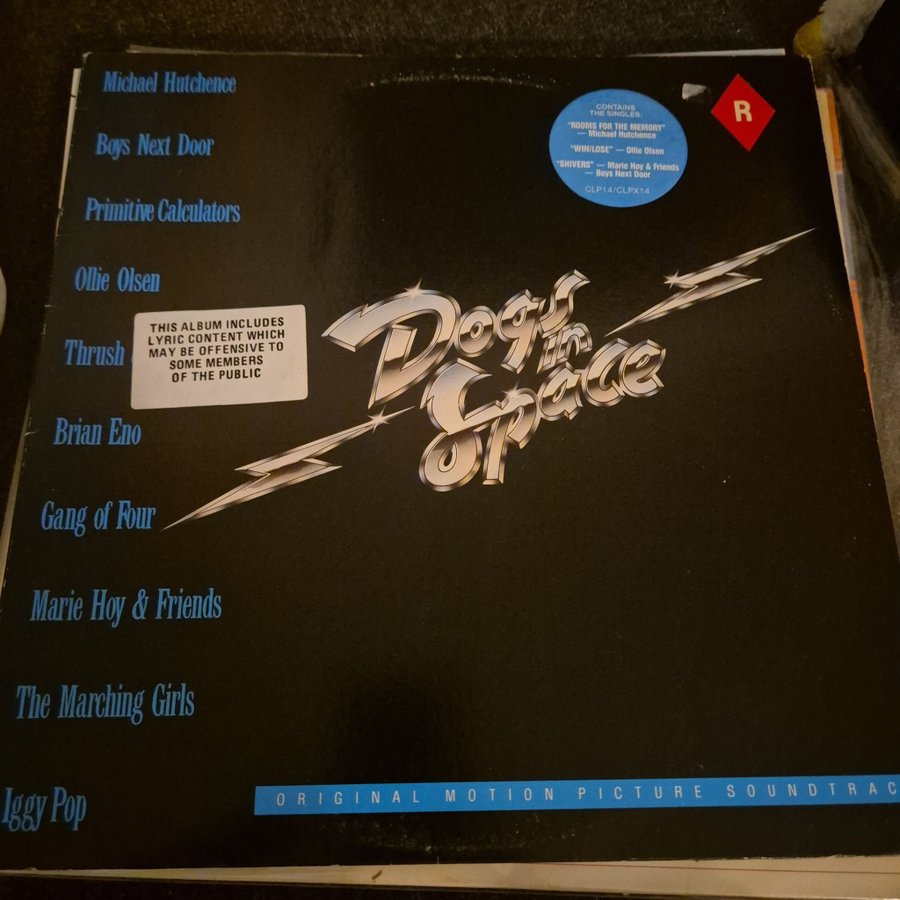 Michael Hutchence
Boys Next Door
Primitive Calculators
Ollie Olsen
Thrush
Brian Eno
Gang of Four
Marie Hoy & Friends
The Marching Girls
Iggy Pop
THIS ALBUM INCLUDES
LYRIC CONTENT WHICH
MAY BE OFFENSIVE TO
SOME MEMBERS
OF THE PUBLIC
CONTAINS
THE SINGLES:
"ROOMS FOR THE MEMORY"
— Michael Hutchence
"WIN/LOSE" — Ollie Olsen
"SHIVERS" — Marie Hoy & Friends
— Boys Next Door
CLP14/CLPX14
R
Dogs
in
Space
ORIGINAL MOTION PICTURE SOUNDTRAC